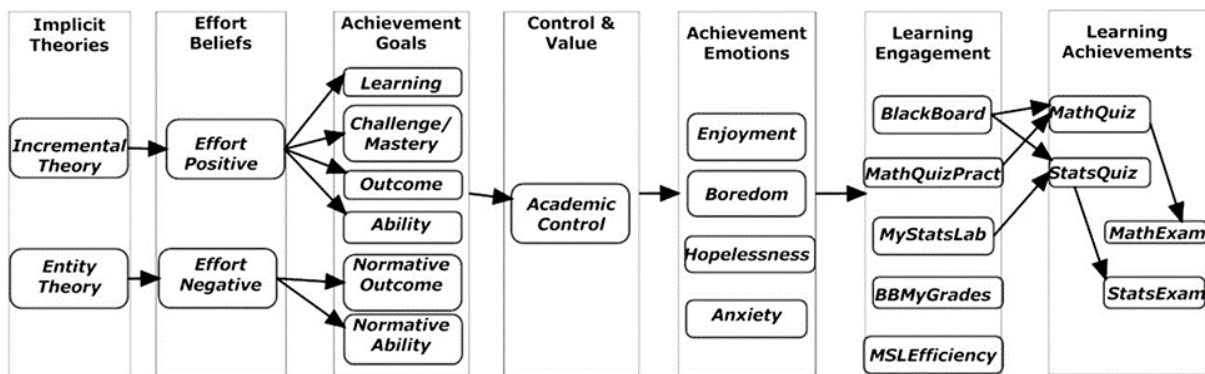 Implicit
Theories
Effort
Beliefs
Achievement
Goals
Control &
Value
Achievement
Emotions
Learning
Engagement
Learning
Achievements
Incremental
Theory
Entity
Theory
Effort
Positive
Effort
Negative
Learning
Challenge/
Mastery
Outcome
Ability
Normative
Outcome
Normative
Ability
Academic
Control
Enjoyment
Boredom
Hopelessness
Anxiety
BlackBoard
MathQuizPract
MyStatsLab
BBMyGrades
MSLEfficiency
MathQuiz
StatsQuiz
MathExam
StatsExam